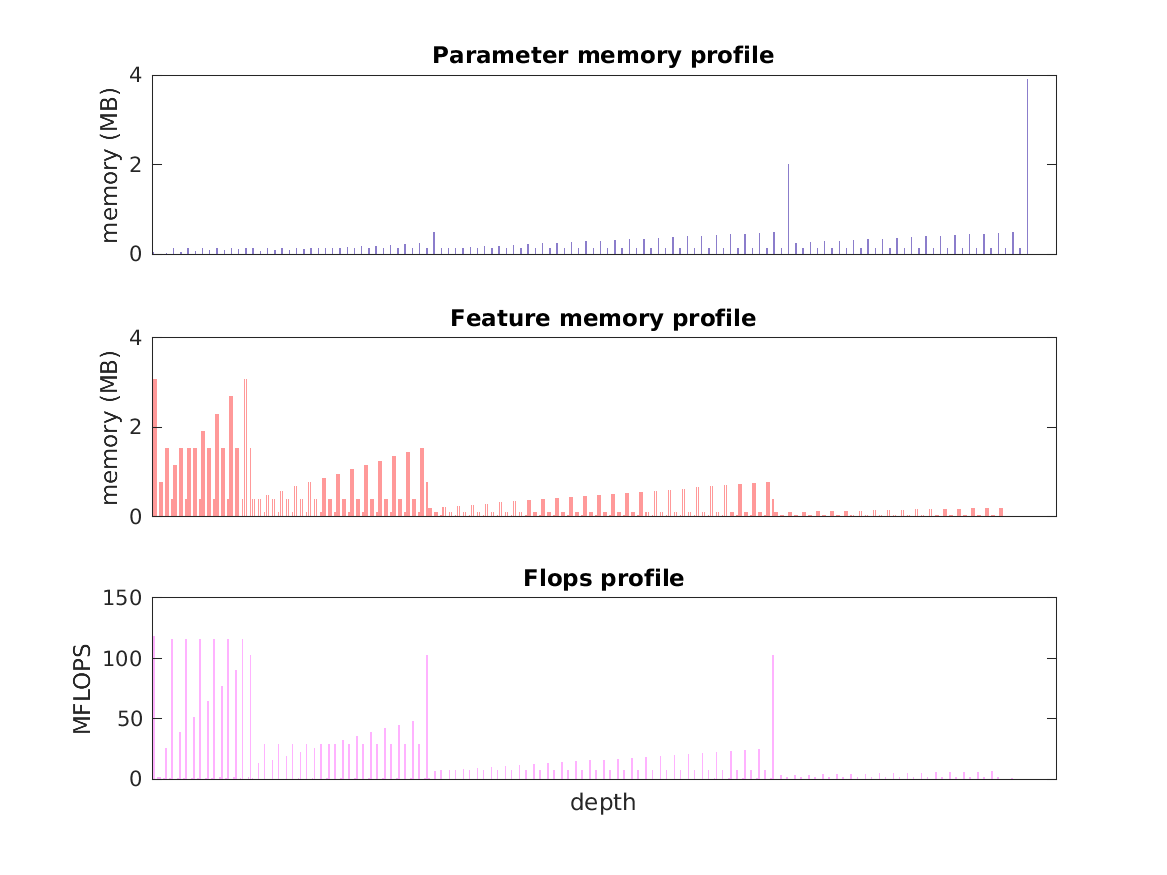 Parameter memory profile
4
2
0
memory (MB)
Feature memory profile
4
2
0
memory (MB)
Flops profile
150
100
50
0
MFLOPS
depth